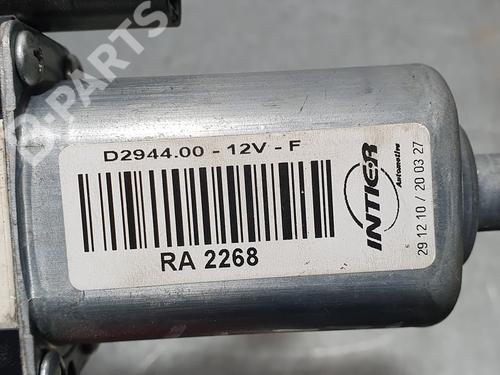 B-PARTS
D2944.00 - 12V - F
RA 2268
INTIER
Automotive
29 12 10 / 20 03 27